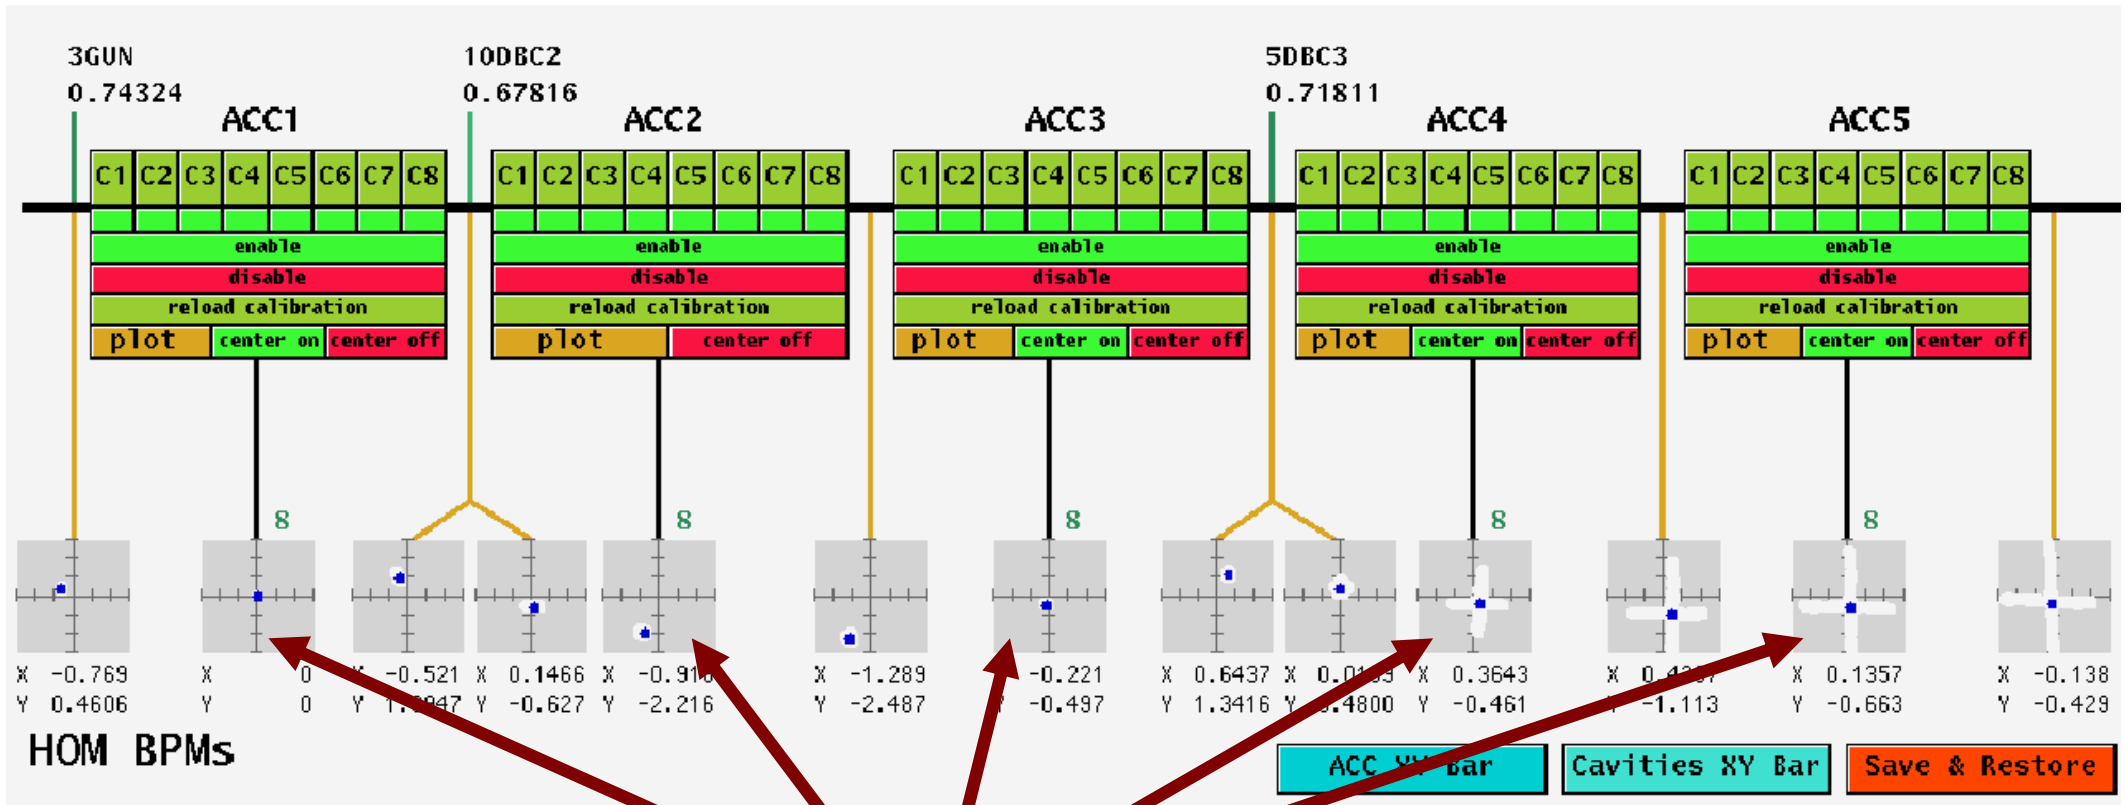 3GUN 10DBC2 5DBC3
0.74324 0.67816 0.71811
ACC1 ACC2 ACC3 ACC4 ACC5
C1 C2 C3 C4 C5 C6 C7 C8 C1 C2 C3 C4 C5 C6 C7 C8 C1 C2 C3 C4 C5 C6 C7 C8 C1 C2 C3 C4 C5 C6 C7 C8 C1 C2 C3 C4 C5 C6 C7 C8
enable enable enable enable enable
disable disable disable disable disable
reload calibration reload calibration reload calibration reload calibration reload calibration
plot center on center off plot center off plot center on center off plot center on center off plot center on center off
8 8 8 8 8
X -0.769 X 0 -0.521 X 0.1466 X X -1.289 -0.221 X 0.6437 X X 0.3643 X X 0.1357 X -0.138
Y 0.4606 Y 0 Y Y -0.627 Y -2.216 Y -2.487 -0.497 Y 1.3416 Y Y -0.461 Y -1.113 Y -0.663 Y -0.429
HOM BPMs
ACC XY Bar Cavities XY Bar Save & Restore